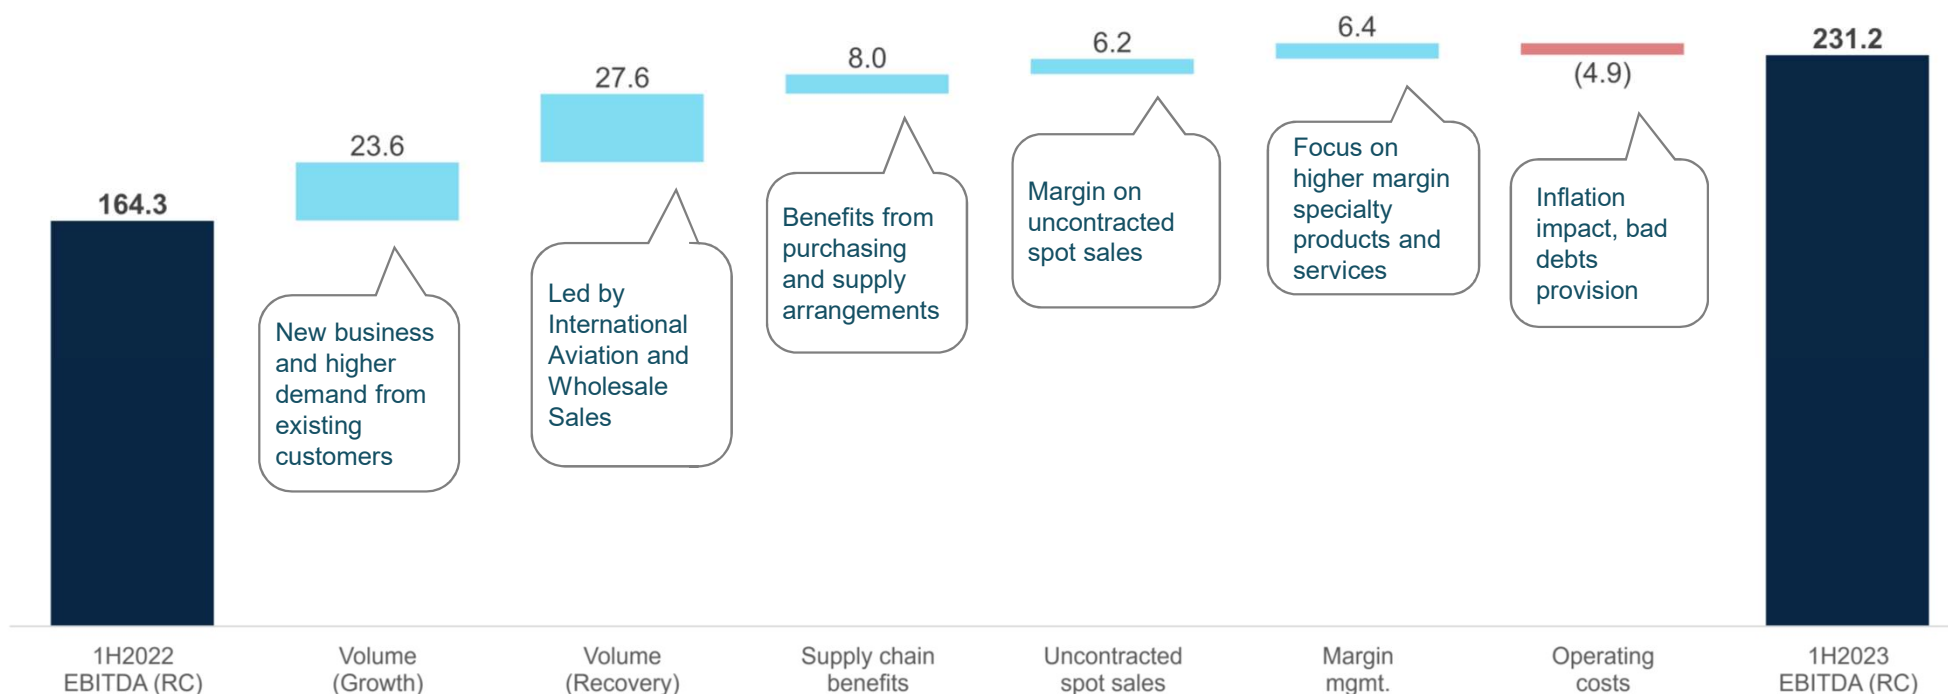 164.3
23.6
27.6
8.0
6.2
6.4
(4.9)
231.2
New business
and higher
demand from
existing
customers
Led by
International
Aviation and
Wholesale
Sales
Benefits from
purchasing
and supply
arrangements
Margin on
uncontracted
spot sales
Focus on
higher margin
specialty
products and
services
Inflation
impact, bad
debts
provision
1H2022
EBITDA (RC)
Volume
(Growth)
Volume
(Recovery)
Supply chain
benefits
Uncontracted
spot sales
Margin
mgmt.
Operating
costs
1H2023
EBITDA (RC)